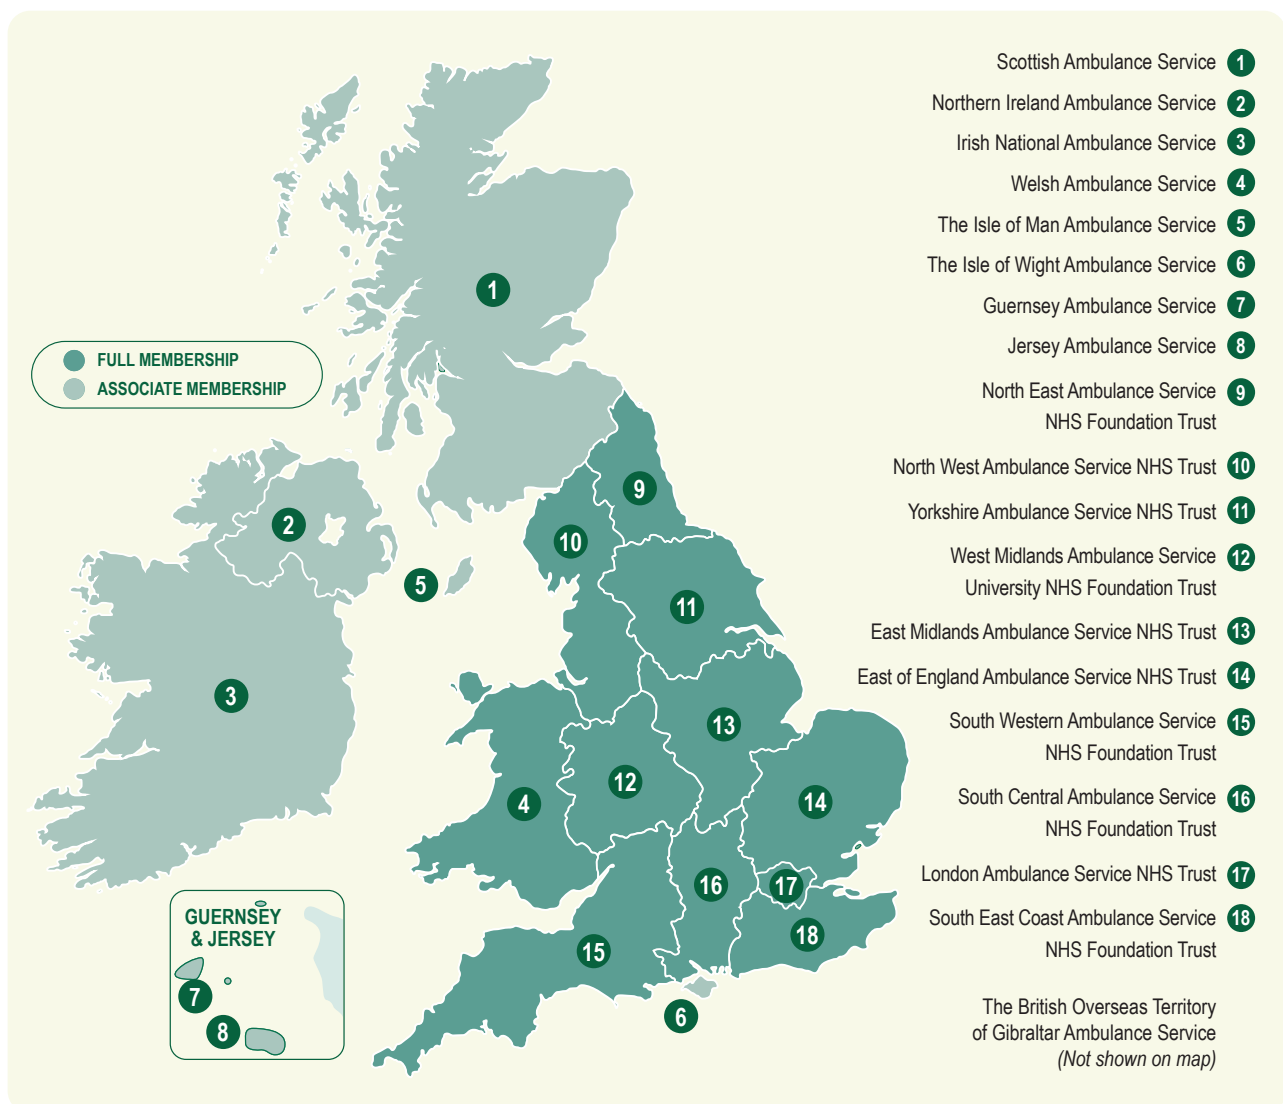 Scottish Ambulance Service 1
Northern Ireland Ambulance Service 2
Irish National Ambulance Service 3
Welsh Ambulance Service 4
The Isle of Man Ambulance Service 5
The Isle of Wight Ambulance Service 6
Guernsey Ambulance Service 7
Jersey Ambulance Service 8
North East Ambulance Service 9
NHS Foundation Trust
North West Ambulance Service NHS Trust 10
Yorkshire Ambulance Service NHS Trust 11
West Midlands Ambulance Service 12
University NHS Foundation Trust
East Midlands Ambulance Service NHS Trust 13
East of England Ambulance Service NHS Trust 14
South Western Ambulance Service 15
NHS Foundation Trust
South Central Ambulance Service 16
NHS Foundation Trust
London Ambulance Service NHS Trust 17
South East Coast Ambulance Service 18
NHS Foundation Trust
The British Overseas Territory
of Gibraltar Ambulance Service
(Not shown on map)
FULL MEMBERSHIP
ASSOCIATE MEMBERSHIP
1
2
3
4
5
6
9
10
11
12
13
14
15
16
17
18
GUERNSEY
& JERSEY
7
8